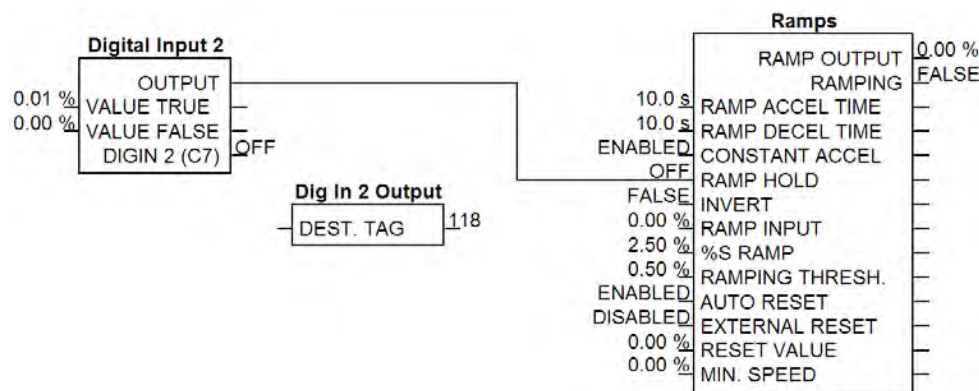 Ramps
Digital Input 2
RAMP OUTPUT 0.00 %
RAMPING FALSE
OUTPUT
0.01 % VALUE TRUE
0.00 % VALUE FALSE
DIGIN 2 (C7) OFF
10.0 s RAMP ACCEL TIME
10.0 s RAMP DECEL TIME
ENABLED CONSTANT ACCEL
OFF RAMP HOLD
FALSE INVERT
0.00 % RAMP INPUT
2.50 % %S RAMP
0.50 % RAMPING THRESH.
ENABLED AUTO RESET
DISABLED EXTERNAL RESET
0.00 % RESET VALUE
0.00 % MIN. SPEED
Dig In 2 Output
DEST. TAG 118